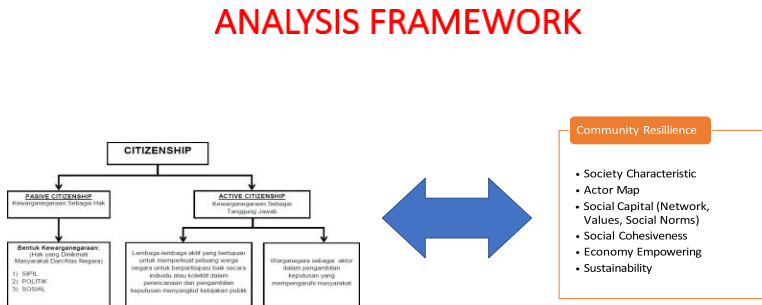 ANALYSIS FRAMEWORK
CITIZENSHIP
PASIVE CITIZENSHIP
Kewarganegaraan Sebagai Hak
ACTIVE CITIZENSHIP
Kewarganegaraan Sebagai
Tanggung Jawab
Bentuk Kewarganegaraan:
(Hak yang Dinikmati
Masyarakat Dari/Atas Negara)
1) SIPIL
2) POLITIK
3) SOSIAL
Lembaga-lembaga aktif yang bertujuan
untuk memperkuat peluang warga
negara untuk berpartisipasi baik secara
individu atau kolektif dalam
perencanaan dan pengambilan
keputusan menyangkut kebijakan publik
Warganegara sebagai aktor
dalam pengambilan
keputusan yang
mempengaruhi masyarakat
Community Resillience
• Society Characteristic
• Actor Map
• Social Capital (Network,
Values, Social Norms)
• Social Cohesiveness
• Economy Empowering
• Sustainability